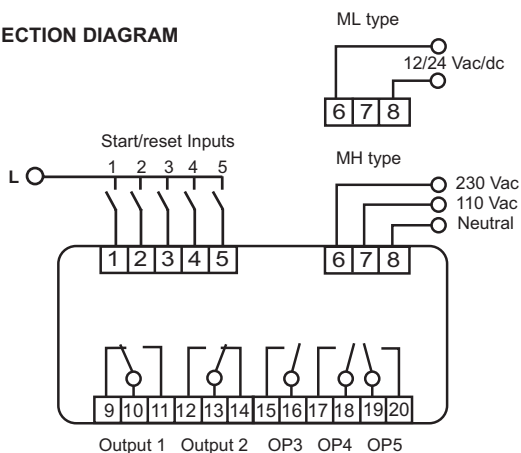 ECTION DIAGRAM
ML type
12/24 Vac/dc
6 7 8
Start/reset Inputs
1 2 3 4 5
L
MH type
230 Vac
110 Vac
Neutral
1 2 3 4 5
6 7 8
9 10 11 12 13 14 15 16 17 18 19 20
Output 1 Output 2 OP3 OP4 OP5